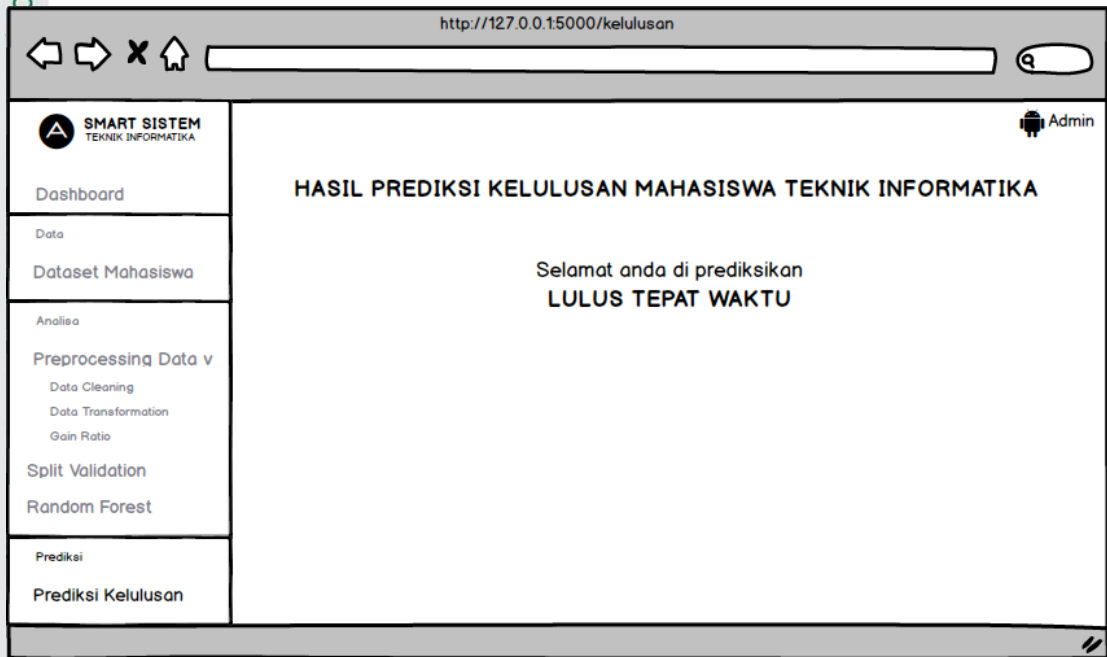 http://127.0.0.1:5000/kelulusan
SMART SISTEM
TEKNIK INFORMATIKA
Admin
Dashboard
Data
Dataset Mahasiswa
Analisa
Preprocessing Data v
Data Cleaning
Data Transformation
Gain Ratio
Split Validation
Random Forest
Prediksi
Prediksi Kelulusan
HASIL PREDIKSI KELULUSAN MAHASISWA TEKNIK INFORMATIKA
Selamat anda di prediksikan
LULUS TEPAT WAKTU